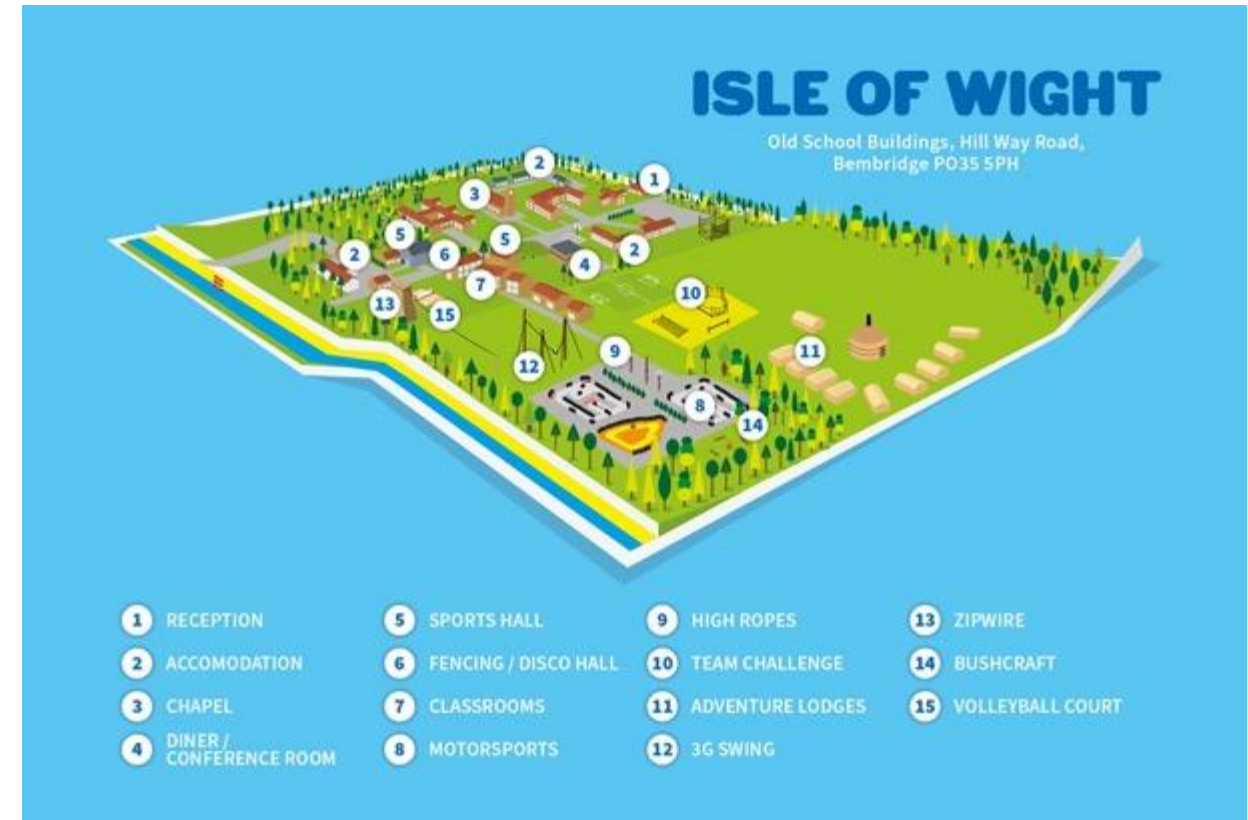 ISLE OF WIGHT
Old School Buildings, Hill Way Road,
Bembridge PO35 5PH
2
1
3
5
5
2
6
2
4
7
10
13
15
9
11
12
8
14
1 RECEPTION
2 ACCOMODATION
3 CHAPEL
4 DINER /
CONFERENCE ROOM
5 SPORTS HALL
6 FENCING / DISCO HALL
7 CLASSROOMS
8 MOTORSPORTS
9 HIGH ROPES
10 TEAM CHALLENGE
11 ADVENTURE LODGES
12 3G SWING
13 ZIPWIRE
14 BUSHCRAFT
15 VOLLEYBALL COURT